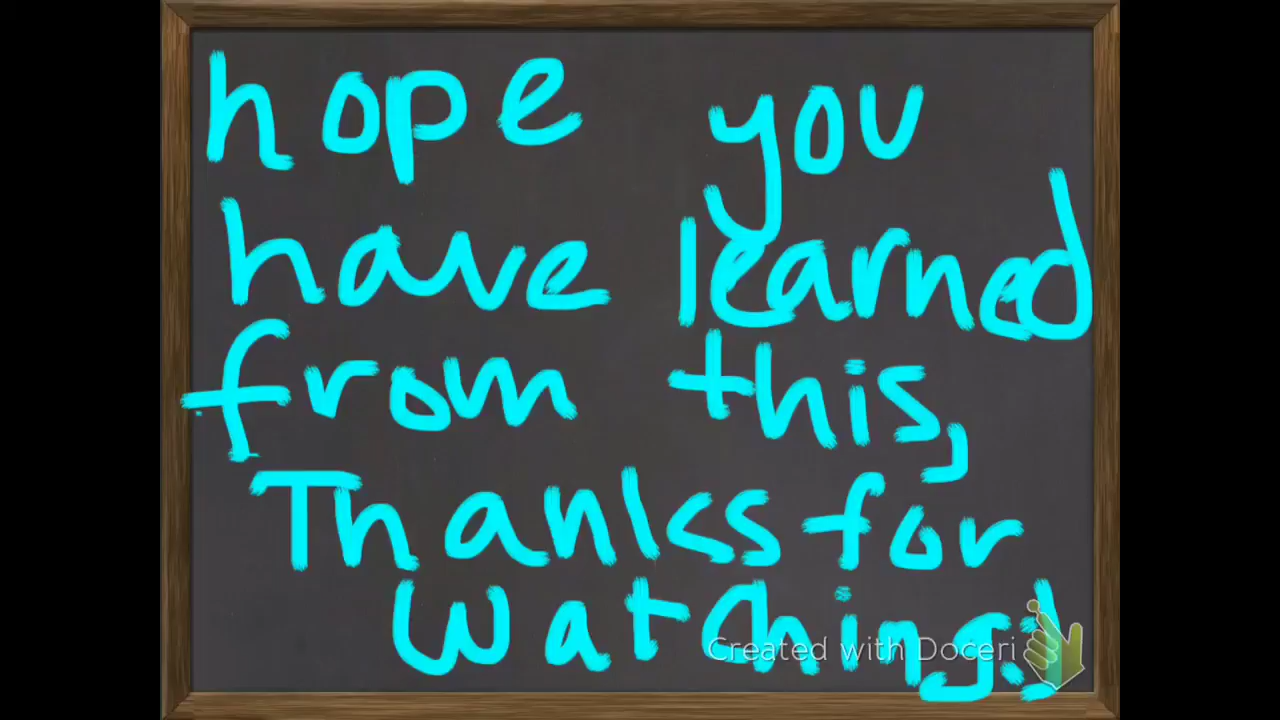 hope you
have learned
from this,
Thanks for
watching:)
Created with Doceri